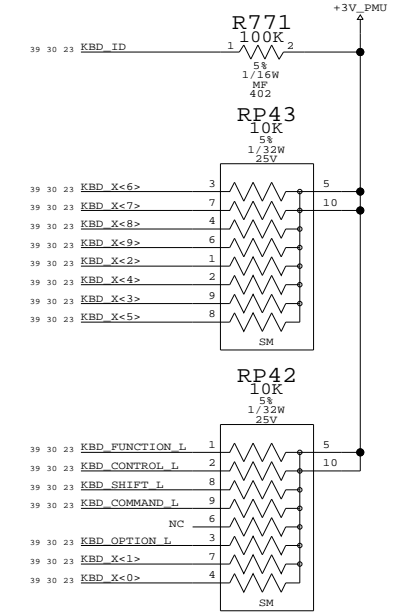 +3V_PMU
R771
100K
39 30 23 KBD_ID 1 2
5%
1/16W
MF
402
RP43
10K
5%
1/32W
25V
39 30 23 KBD_X<6> 3 5
39 30 23 KBD_X<7> 7 10
39 30 23 KBD_X<8> 4
39 30 23 KBD_X<9> 6
39 30 23 KBD_X<2> 1
39 30 23 KBD_X<4> 2
39 30 23 KBD_X<3> 9
39 30 23 KBD_X<5> 8
SM
RP42
10K
5%
1/32W
25V
39 30 23 KBD_FUNCTION_L 1 5
39 30 23 KBD_CONTROL_L 2 10
39 30 23 KBD_SHIFT_L 8
39 30 23 KBD_COMMAND_L 9
NC 6
39 30 23 KBD_OPTION_L 3
39 30 23 KBD_X<1> 7
39 30 23 KBD_X<0> 4
SM